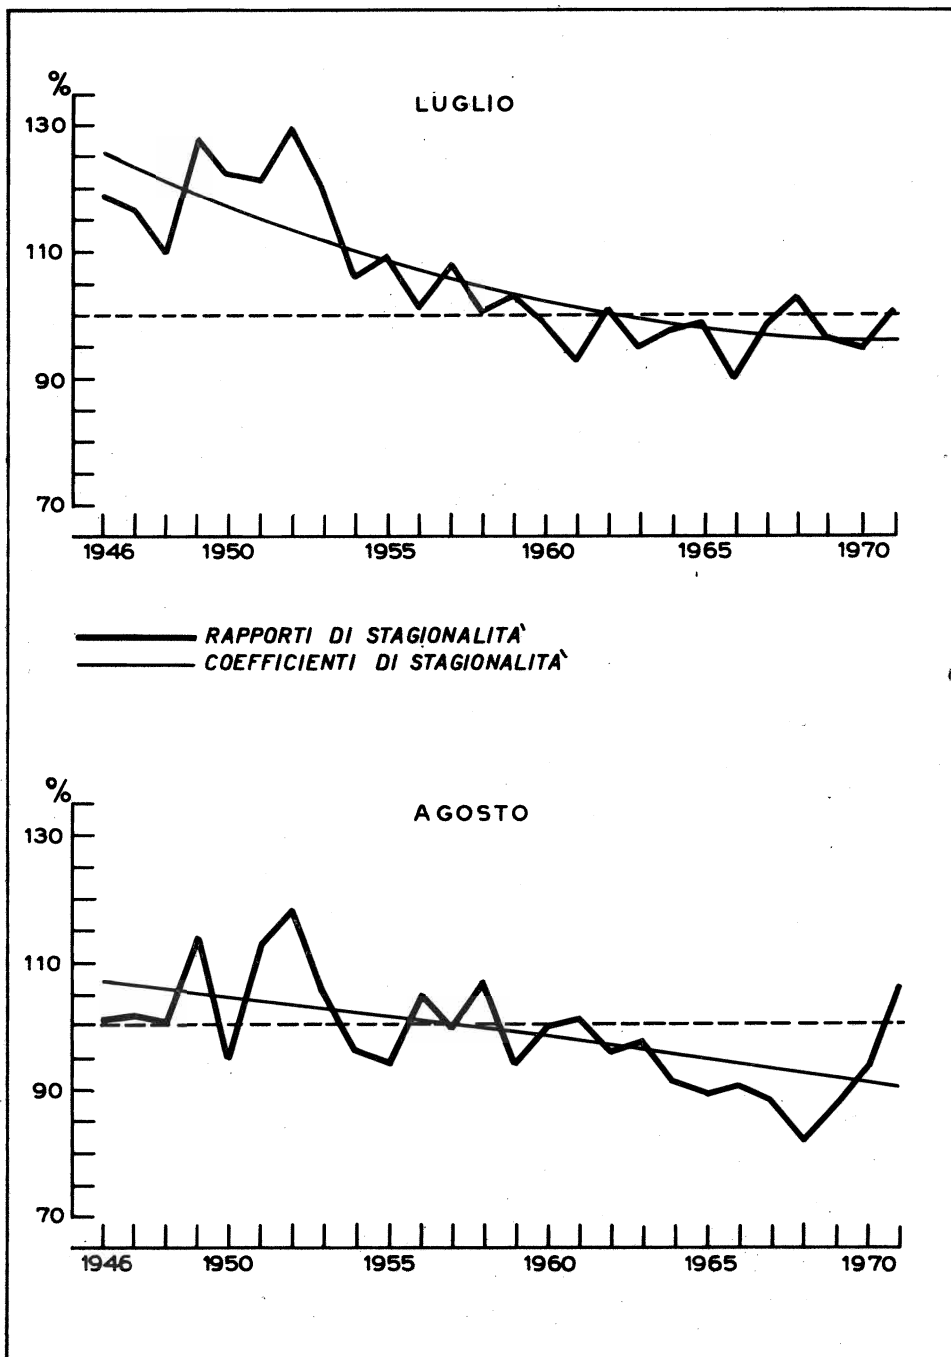 %
LUGLIO
130
110
90
70
1946 1950 1955 1960 1965 1970
RAPPORTI DI STAGIONALITA`
COEFFICIENTI DI STAGIONALITA`
%
AGOSTO
130
110
90
70
1946 1950 1955 1960 1965 1970